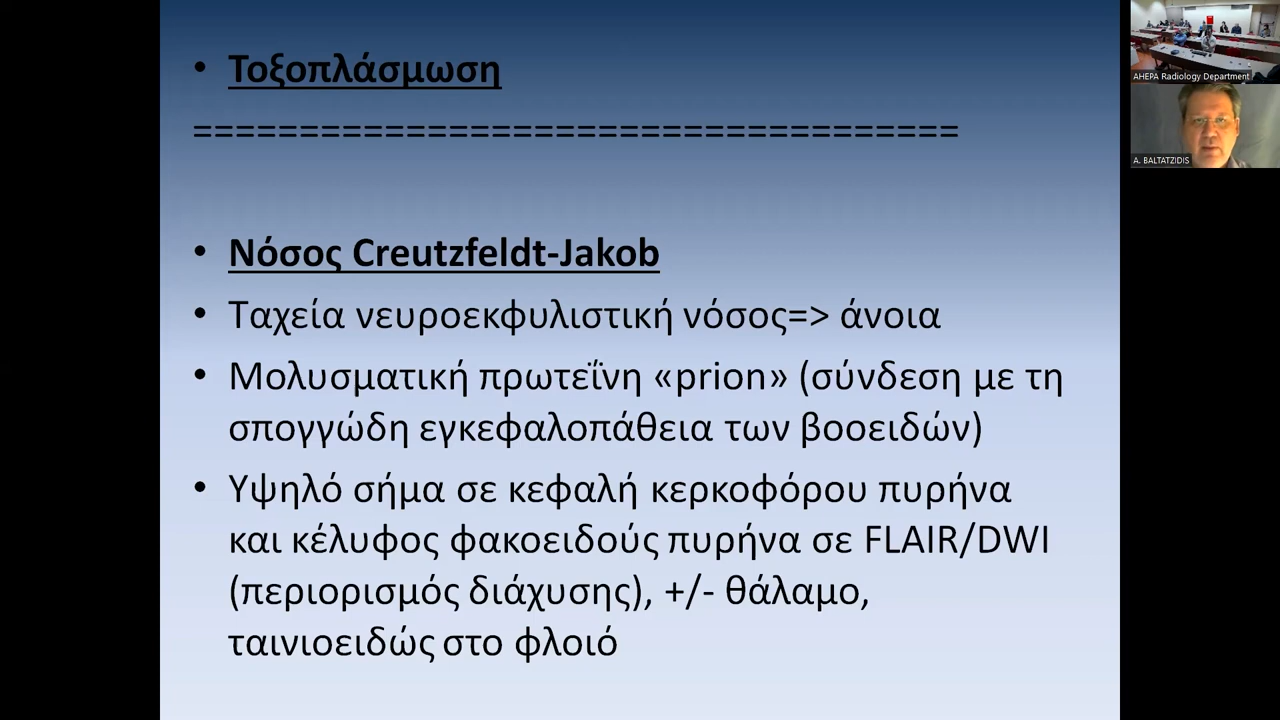 • Τοξοπλάσμωση
====================================
• Νόσος Creutzfeldt-Jakob
• Ταχεία νευροεκφυλιστική νόσος=> άνοια
• Μολυσματική πρωτεΐνη «prion» (σύνδεση με τη
σπογγώδη εγκεφαλοπάθεια των βοοειδών)
• Υψηλό σήμα σε κεφαλή κερκοφόρου πυρήνα
και κέλυφος φακοειδούς πυρήνα σε FLAIR/DWI
(περιορισμός διάχυσης), +/- θάλαμο,
ταινιοειδώς στο φλοιό
AHEPA Radiology Department
A. BALTATZIDIS